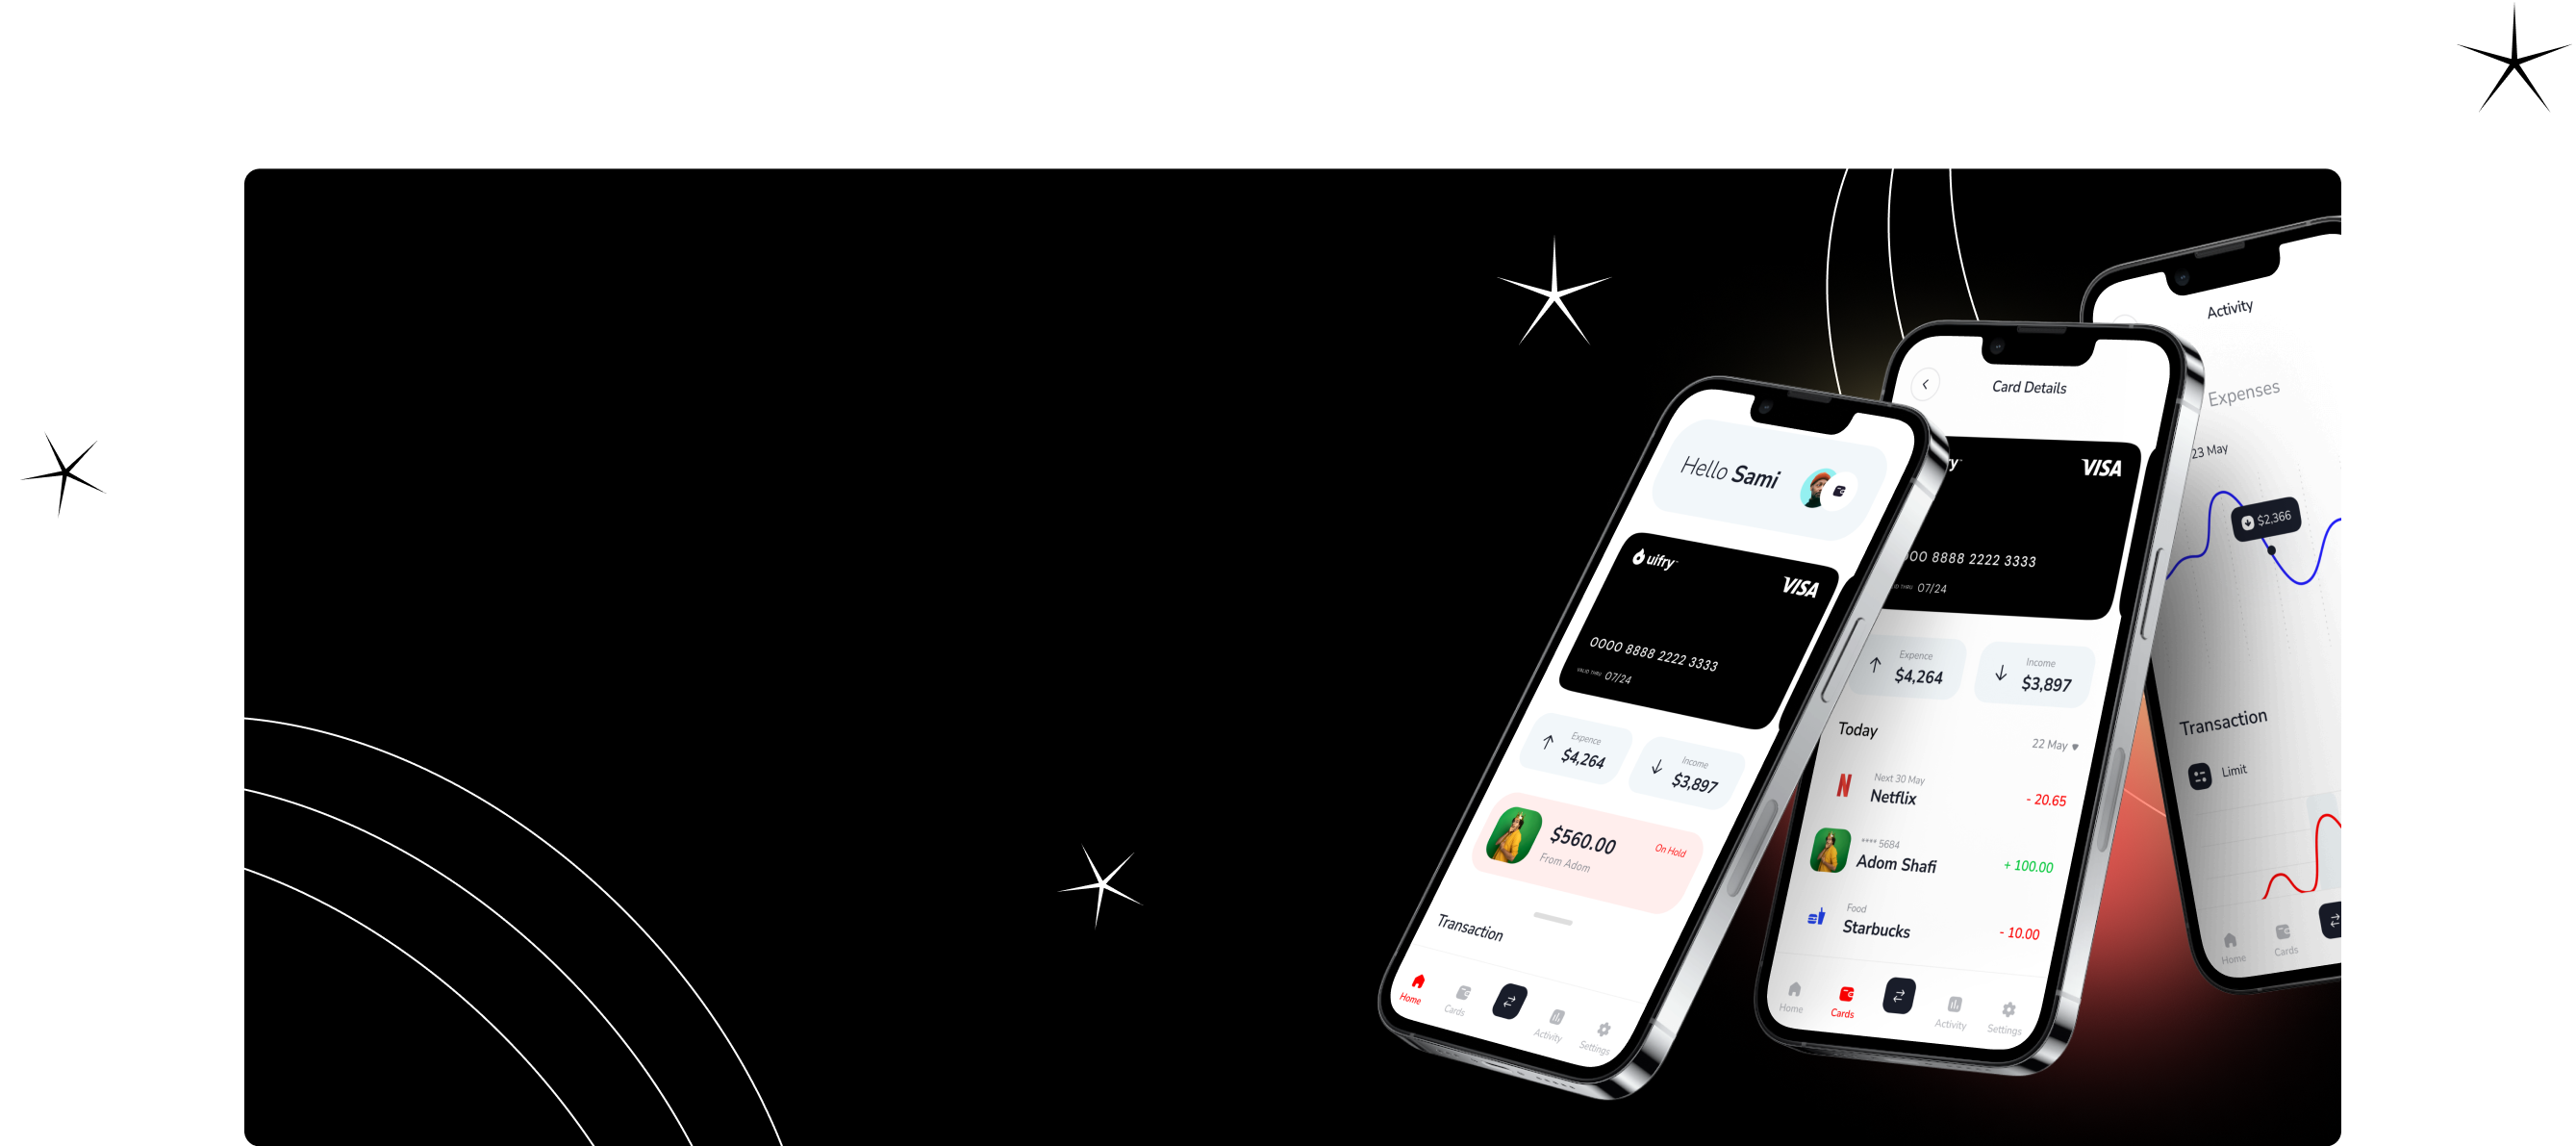 Hello Sami
uifry
VISA
0000 8888 2222 3333
VALID THRU 07/24
Expence
$4,264
Income
$3,897
$560.00
From Adom
On Hold
Transaction
Home
Cards
Activity
Settings
Card Details
ry
VISA
00 8888 2222 3333
THRU 07/24
Expence
$4,264
Income
$3,897
Today
22 May
Next 30 May
Netflix
- 20.65
**** 5684
Adom Shafi
+ 100.00
Food
Starbucks
- 10.00
Home
Cards
Activity
Settings
Activity
Expenses
23 May
$2,366
Transaction
Limit
Home
Cards